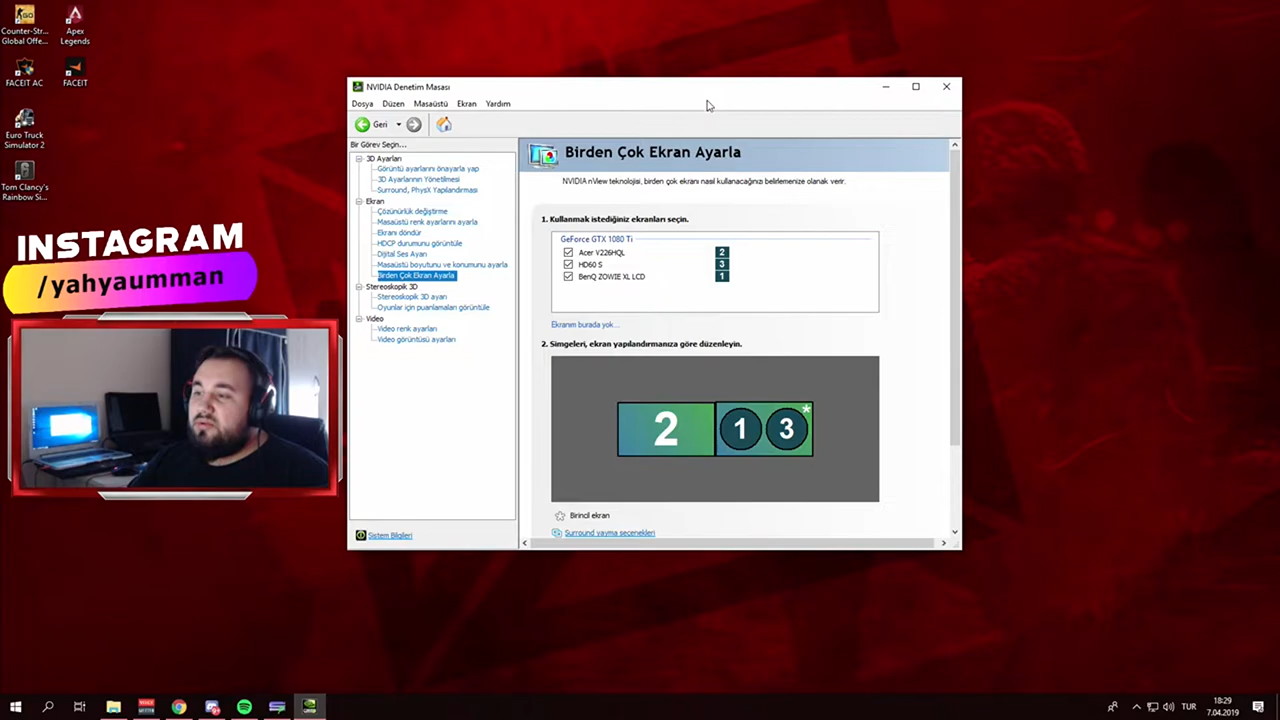 Counter-Str...
Global Offe...
Apex
Legends
FACEIT AC
FACEIT
Euro Truck
Simulator 2
Tom Clancy's
Rainbow Si...
INSTAGRAM
/yahyaumman
NVIDIA Denetim Masası
Dosya Düzen Masaüstü Ekran Yardım
Geri
Bir Görev Seçin...
3D Ayarları
Görüntü ayarlarını önayarla yap
3D Ayarlarının Yönetilmesi
Surround, PhysX Yapılandırması
Ekran
Çözünürlük değiştirme
Masaüstü renk ayarlarını ayarla
Ekranı döndür
HDCP durumunu görüntüle
Dijital Ses Ayarı
Masaüstü boyutunu ve konumunu ayarla
Birden Çok Ekran Ayarla
Stereoskopik 3D
Stereoskopik 3D ayarı
Oyunlar için puanlamaları görüntüle
Video
Video renk ayarları
Video görüntüsü ayarları
Sistem Bilgileri
Birden Çok Ekran Ayarla
NVIDIA nView teknolojisi, birden çok ekranı nasıl kullanacağınızı belirlemenize olanak verir.
1. Kullanmak istediğiniz ekranları seçin.
GeForce GTX 1080 Ti
Acer V226HQL 2
HD60 S 3
BenQ ZOWIE XL LCD 1
Ekranım burada yok...
2. Simgeleri, ekran yapılandırmanıza göre düzenleyin.
2 1 3 *
Birincil ekran
Surround yayma seçenekleri
TUR
18:29
7.04.2019